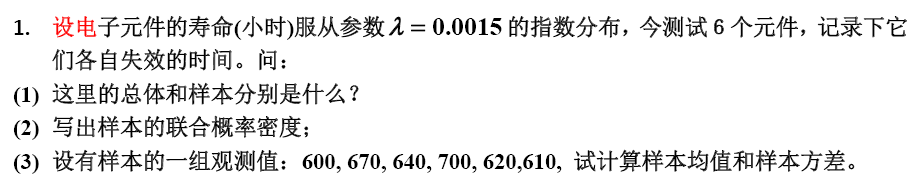 1. 设电子元件的寿命(小时)服从参数 λ = 0.0015 的指数分布，今测试 6 个元件，记录下它
们各自失效的时间。问：
(1) 这里的总体和样本分别是什么？
(2) 写出样本的联合概率密度；
(3) 设有样本的一组观测值：600, 670, 640, 700, 620,610, 试计算样本均值和样本方差。